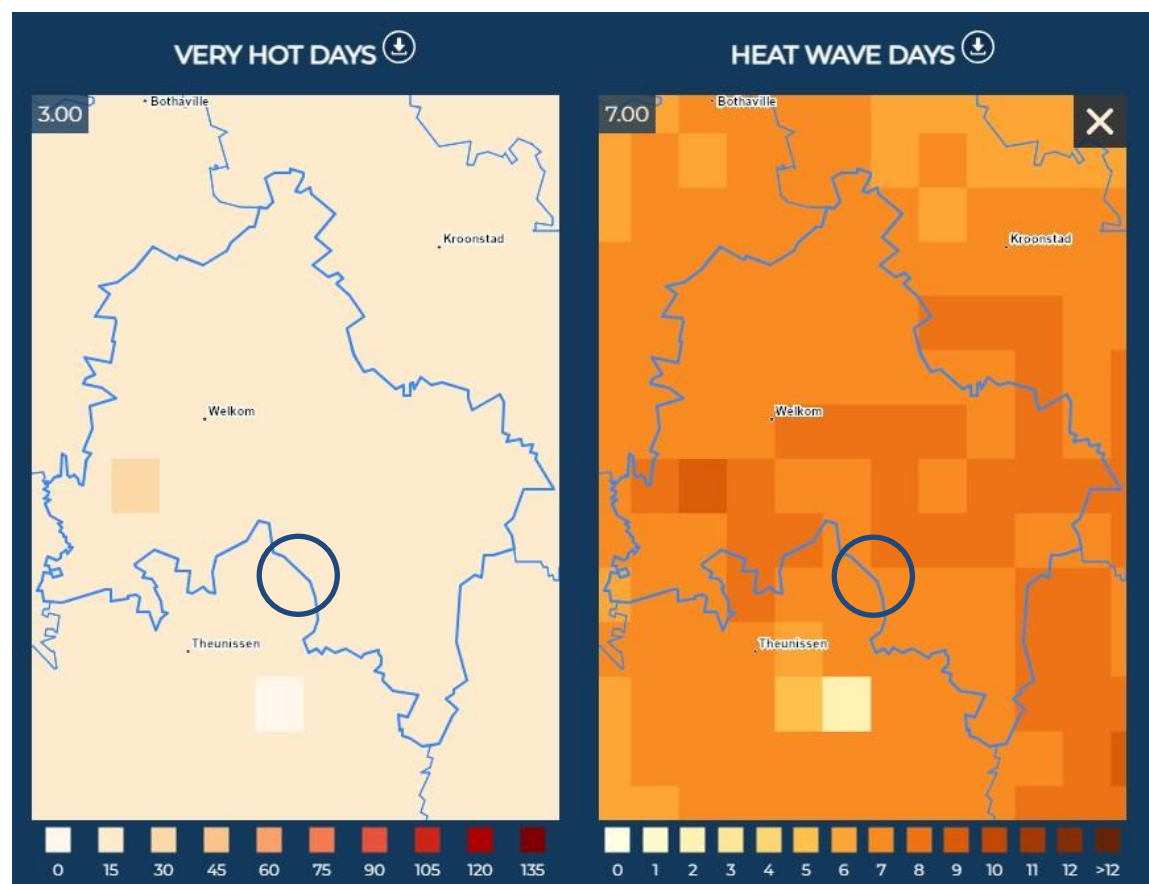 VERY HOT DAYS
3.00
Bothaville
Kroonstad
Welkom
Theunissen
0 15 30 45 60 75 90 105 120 135
HEAT WAVE DAYS
7.00
Bothaville
Kroonstad
Welkom
Theunissen
0 1 2 3 4 5 6 7 8 9 10 11 12 >12